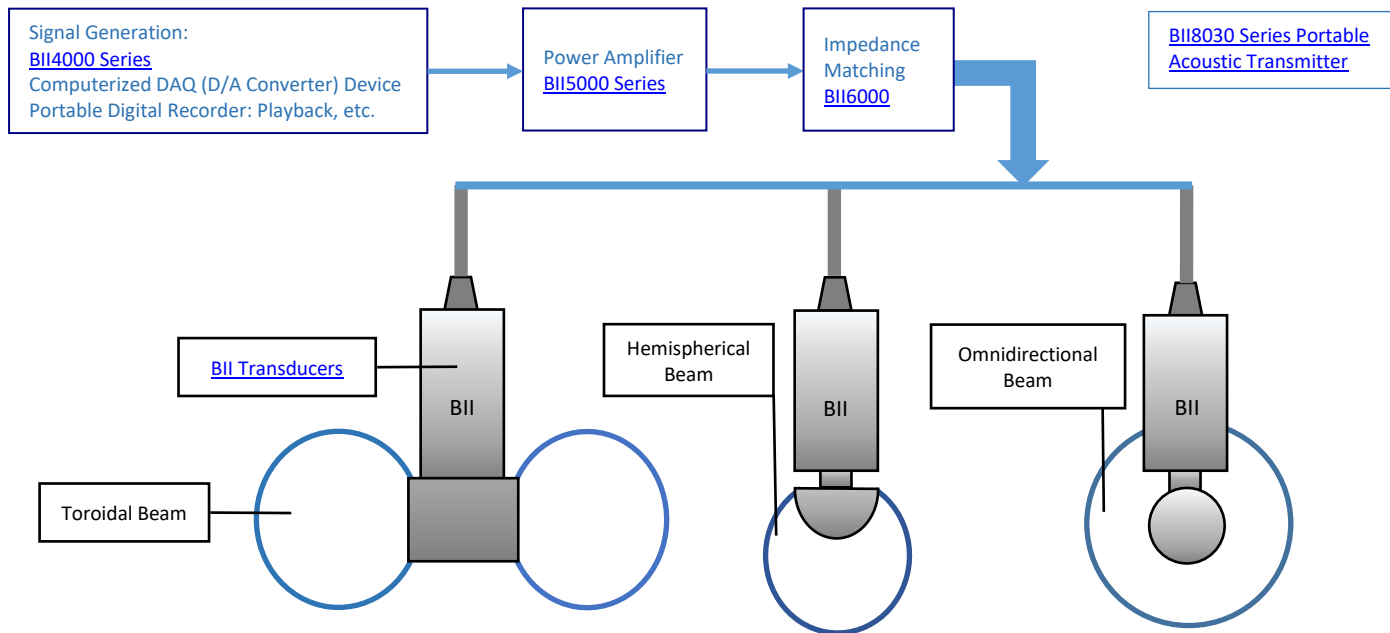 Signal Generation:
BII4000 Series
Computerized DAQ (D/A Converter) Device
Portable Digital Recorder: Playback, etc.
Power Amplifier
BII5000 Series
Impedance
Matching
BII6000
BII8030 Series Portable
Acoustic Transmitter
BII Transducers
BII
Hemispherical
Beam
BII
Omnidirectional
Beam
BII
Toroidal Beam